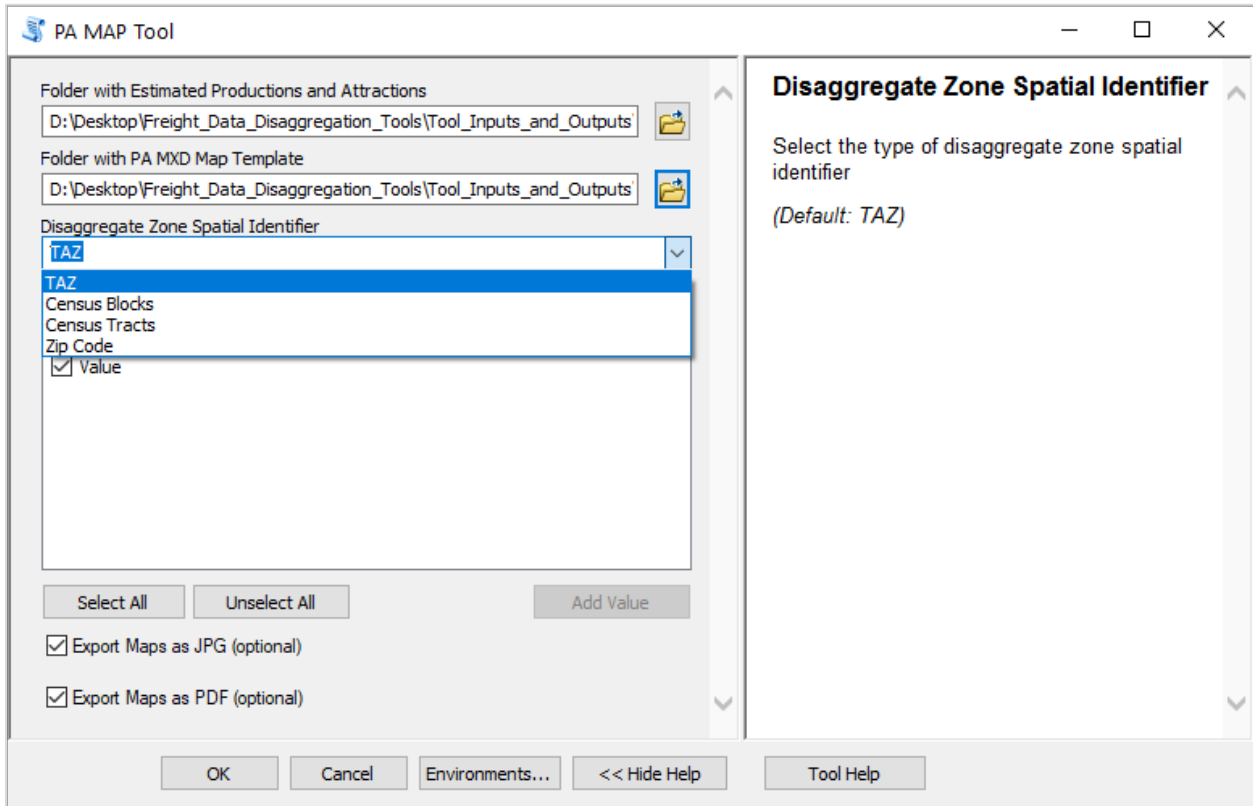 PA MAP Tool
Folder with Estimated Productions and Attractions
D:\Desktop\Freight_Data_Disaggregation_Tools\Tool_Inputs_and_Outputs\
Folder with PA MXD Map Template
D:\Desktop\Freight_Data_Disaggregation_Tools\Tool_Inputs_and_Outputs\
Disaggregate Zone Spatial Identifier
TAZ
TAZ
Census Blocks
Census Tracts
Zip Code
Value
Select All
Unselect All
Add Value
Export Maps as JPG (optional)
Export Maps as PDF (optional)
Disaggregate Zone Spatial Identifier
Select the type of disaggregate zone spatial
identifier
(Default: TAZ)
OK
Cancel
Environments...
<< Hide Help
Tool Help